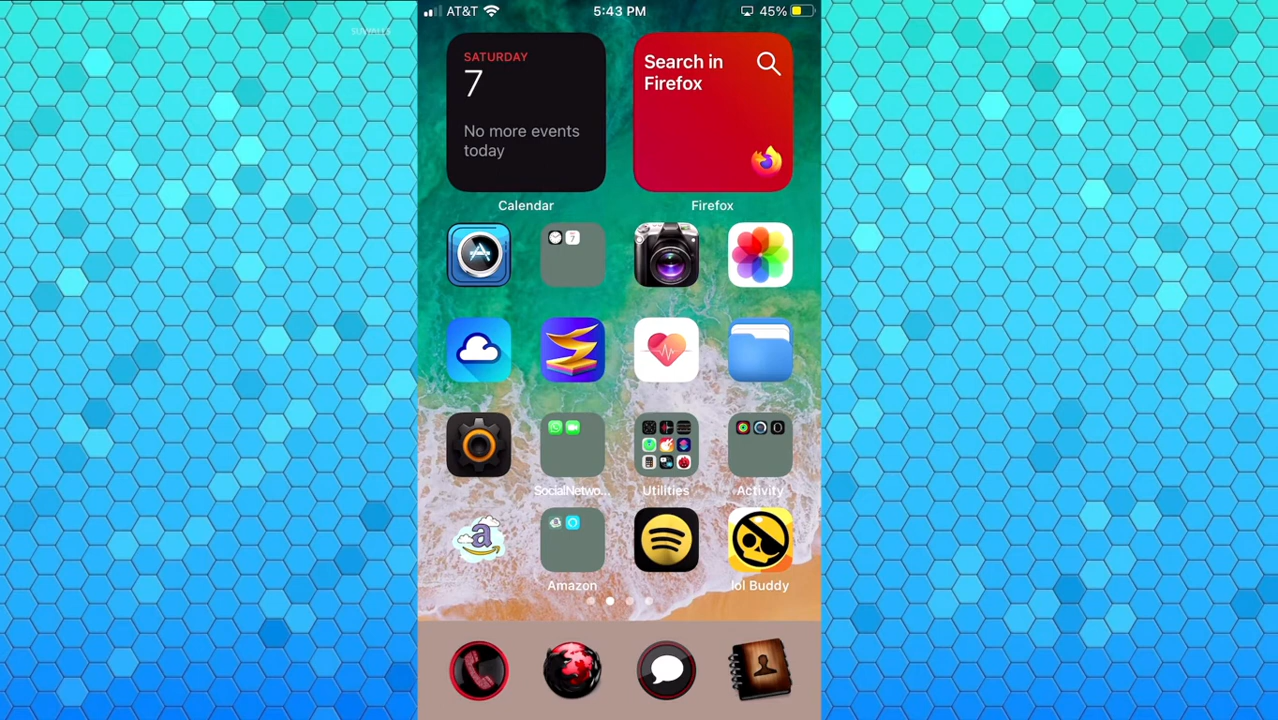 AT&T 5:43 PM 45%
SATURDAY
7
No more events
today
Search in
Firefox
Calendar
Firefox
7
SocialNetwo...
Utilities
Activity
a
Amazon
lol Buddy